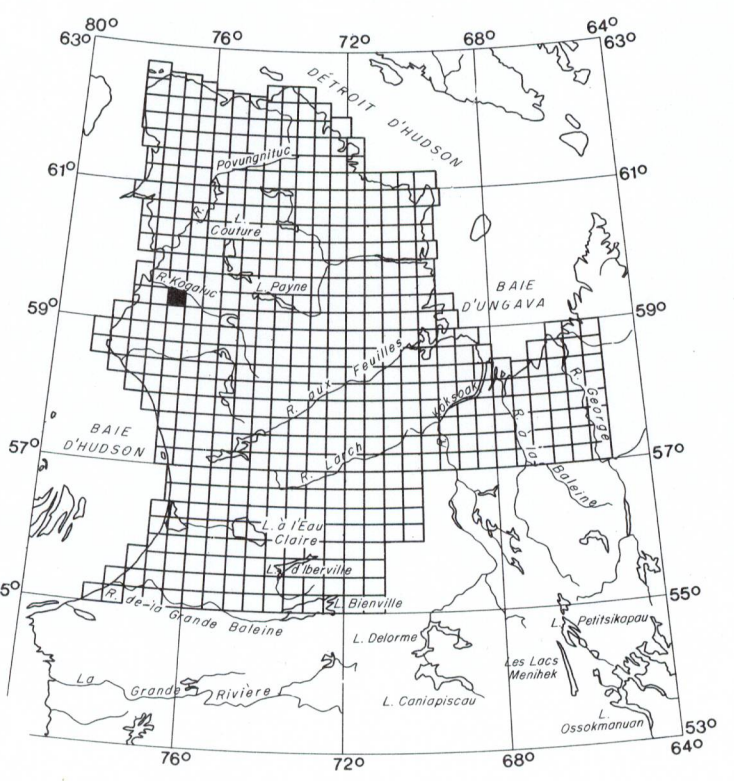 80°
76°
72°
68°
64°
63°
63°
DÉTROIT
D'HUDSON
Povungnituc
R.
61°
61°
L.
Couture
R. Kogaluc
L. Payne
BAIE
D'UNGAVA
59°
59°
R. aux Feuilles
Koksoak
R.
R.
George
R. à la
Baleine
BAIE
D'HUDSON
57°
57°
R. Larch
L. à l'Eau
Claire
L. d'Iberville
5°
55°
R. de-la Grande Baleine
L. Bienville
L. Petitsikapau
L. Delorme
Les Lacs
Menihek
La Grande Rivière
L. Caniapiscau
L.
Ossokmanuan
53°
64°
76°
72°
68°